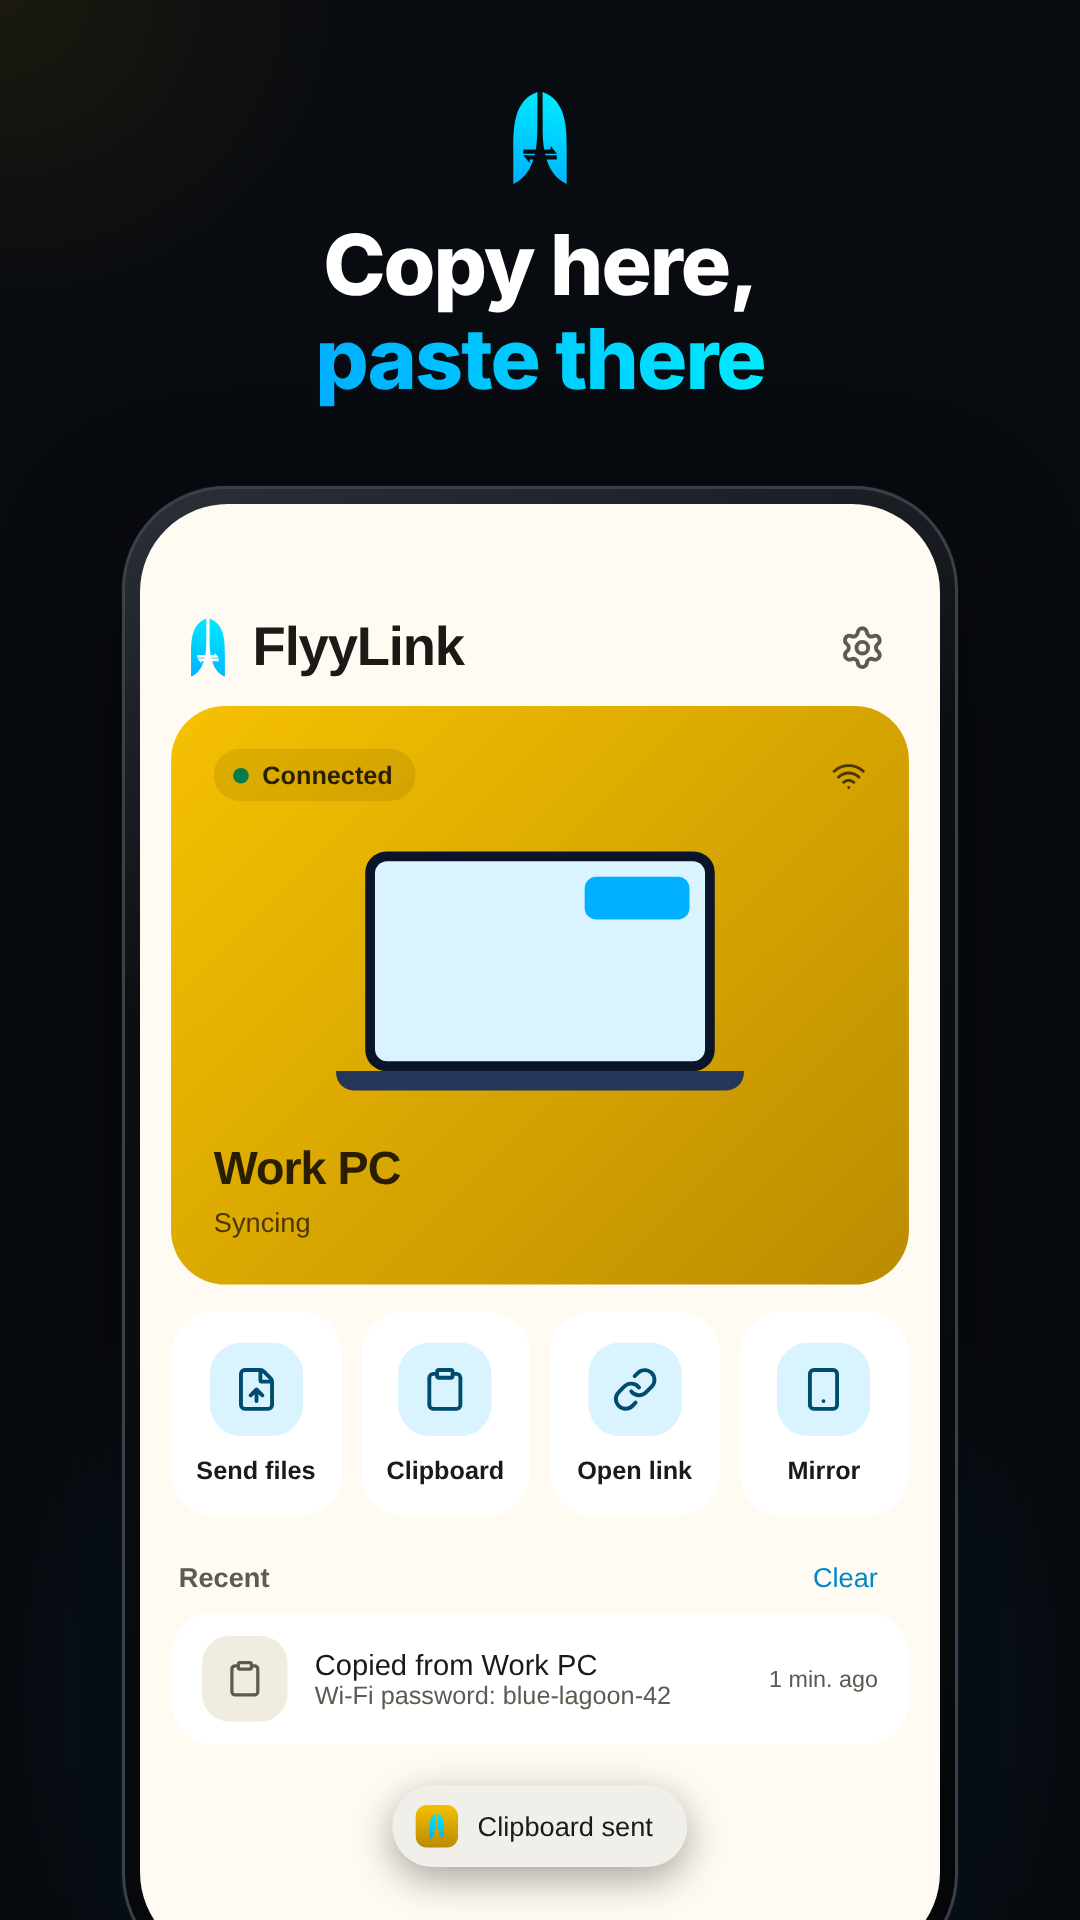 Copy here,
paste there
FlyyLink
Connected
Work PC
Syncing
Send files
Clipboard
Open link
Mirror
Recent
Clear
Copied from Work PC
Wi-Fi password: blue-lagoon-42
1 min. ago
Clipboard sent